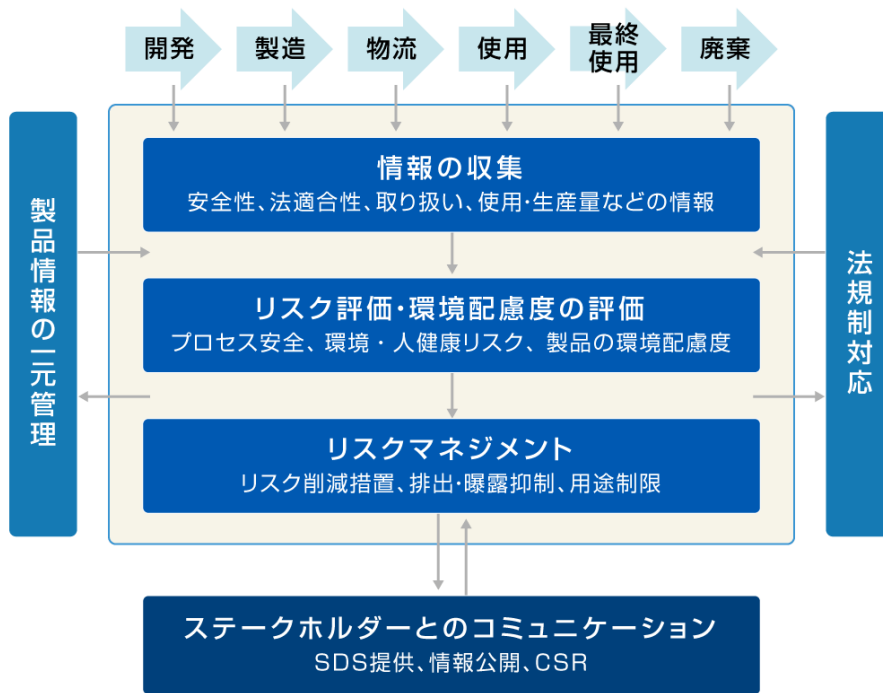 開発
製造
物流
使用
最終
使用
廃棄
製品情報の一元管理
情報の収集
安全性、法適合性、取り扱い、使用・生産量などの情報
リスク評価・環境配慮度の評価
プロセス安全、環境・人健康リスク、製品の環境配慮度
リスクマネジメント
リスク削減措置、排出・曝露抑制、用途制限
法規制対応
ステークホルダーとのコミュニケーション
SDS提供、情報公開、CSR